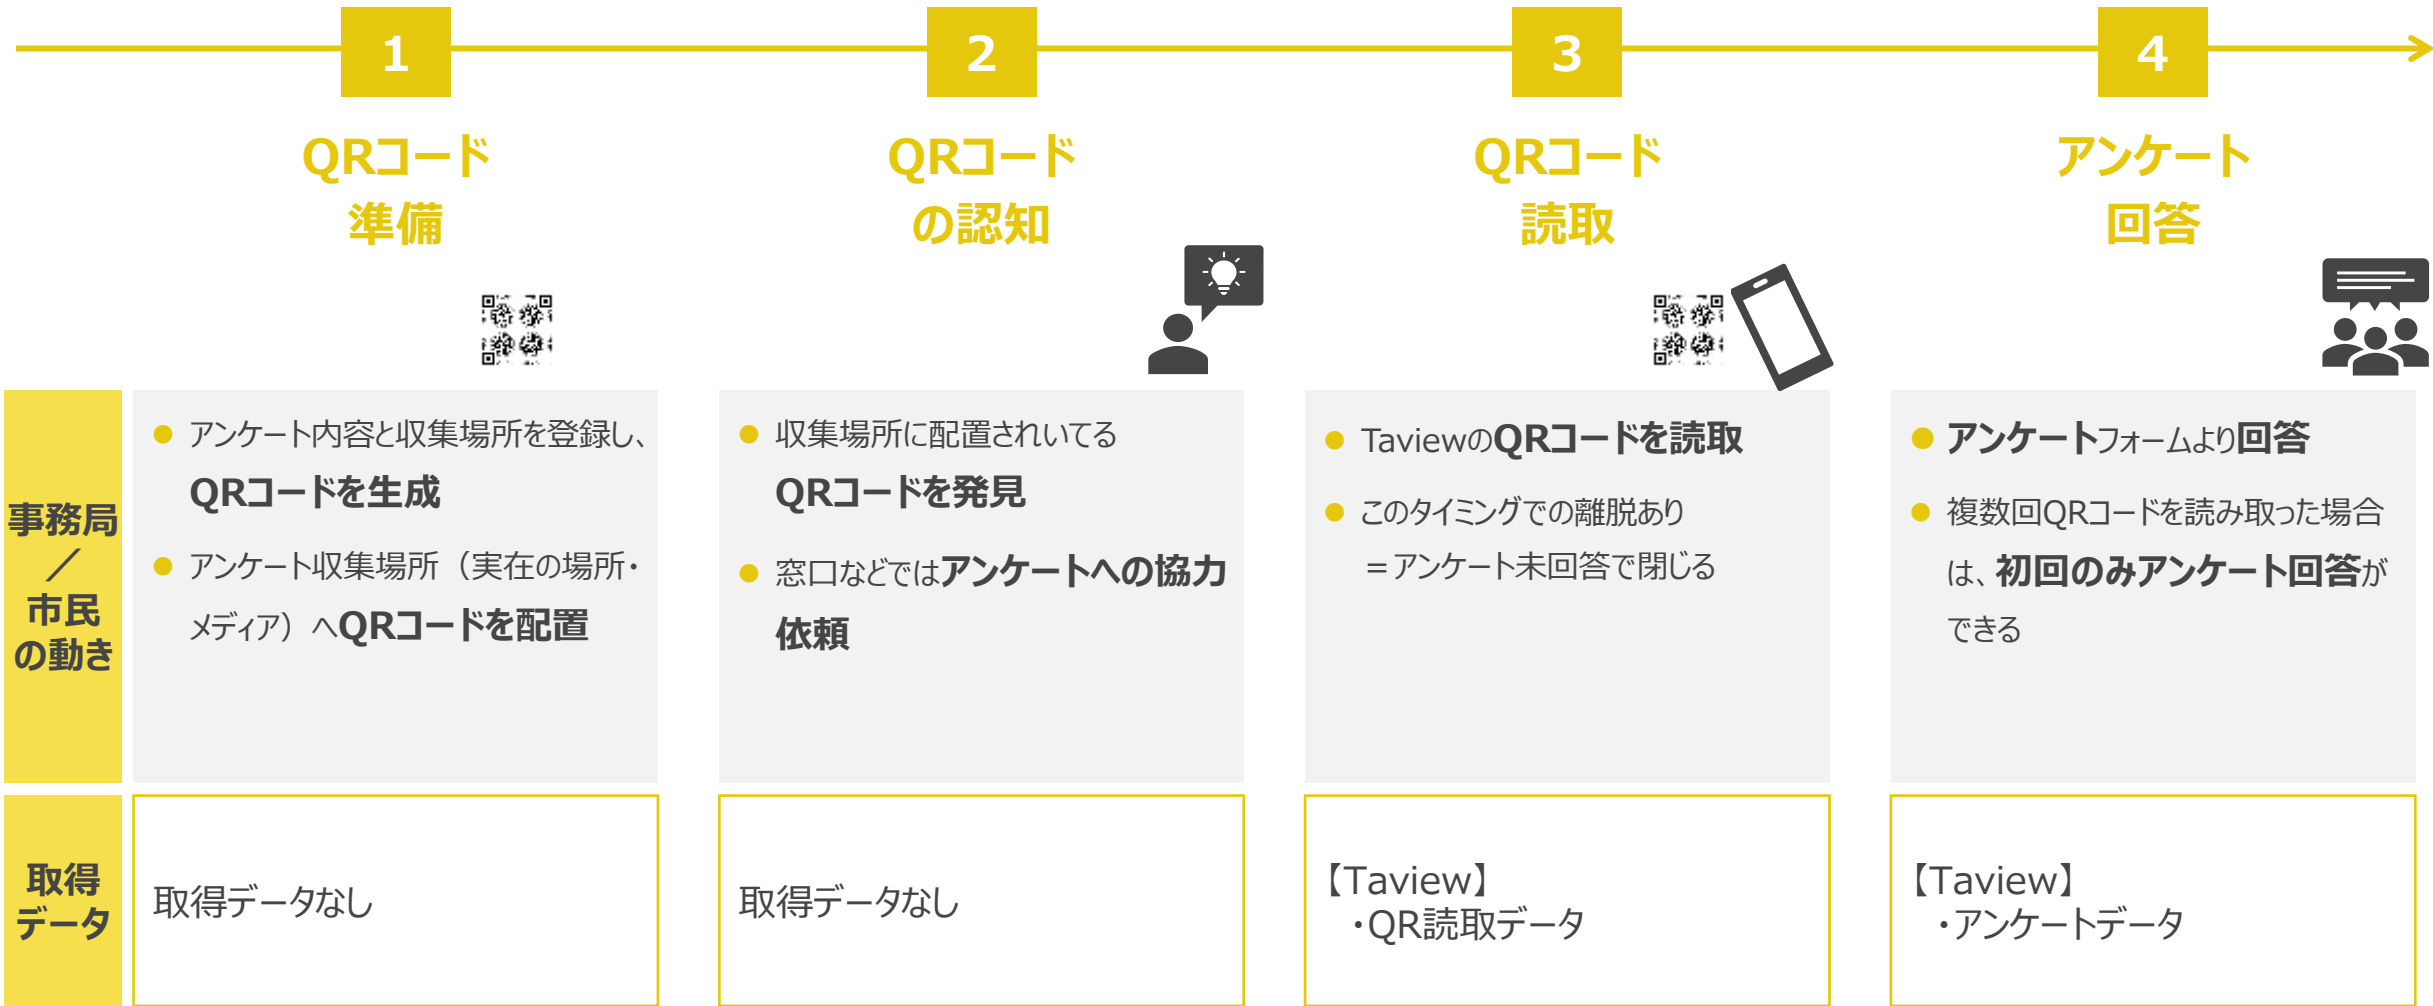 1
2
3
4
QRコード
準備
QRコード
の認知
QRコード
読取
アンケート
回答
事務局
／
市民
の動き
● アンケート内容と収集場所を登録し、
QRコードを生成
● アンケート収集場所（実在の場所・
メディア）へQRコードを配置
● 収集場所に配置されいてる
QRコードを発見
● 窓口などではアンケートへの協力
依頼
● TaviewのQRコードを読取
● このタイミングでの離脱あり
＝アンケート未回答で閉じる
● アンケートフォームより回答
● 複数回QRコードを読み取った場合
は、初回のみアンケート回答が
できる
取得
データ
取得データなし
取得データなし
【Taview】
・QR読取データ
【Taview】
・アンケートデータ